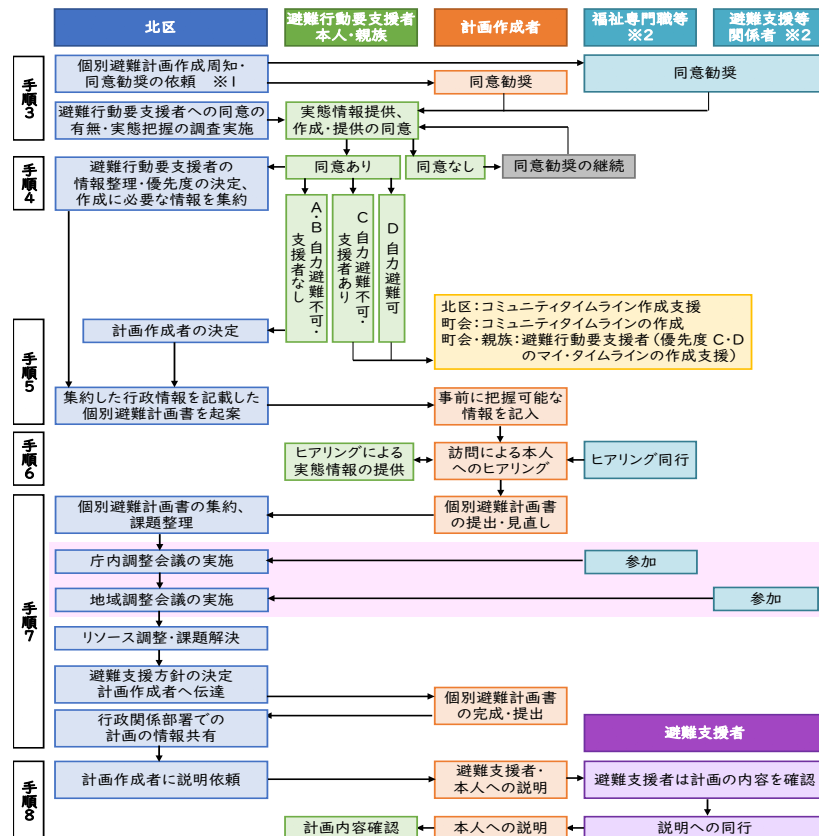 北区
避難行動要支援者
本人・親族
計画作成者
福祉専門職等
※2
避難支援等
関係者 ※2
手順3
個別避難計画作成周知・
同意勧奨の依頼 ※1
同意勧奨
同意勧奨
避難行動要支援者への同意の
有無・実態把握の調査実施
実態情報提供、
作成・提供の同意
手順4
避難行動要支援者の
情報整理・優先度の決定、
作成に必要な情報を集約
同意あり
同意なし
同意勧奨の継続
A・B 自力避難不可・
支援者なし
C 自力避難不可・
支援者あり
D 自力避難可
北区:コミュニティタイムライン作成支援
町会:コミュニティタイムラインの作成
町会・親族:避難行動要支援者(優先度 C・D
のマイ・タイムラインの作成支援)
手順5
計画作成者の決定
集約した行政情報を記載した
個別避難計画書を起案
事前に把握可能な
情報を記入
手順6
ヒアリングによる
実態情報の提供
訪問による本人
へのヒアリング
ヒアリング同行
手順7
個別避難計画書の集約、
課題整理
個別避難計画書
の提出・見直し
庁内調整会議の実施
参加
地域調整会議の実施
参加
リソース調整・課題解決
避難支援方針の決定
計画作成者へ伝達
個別避難計画書
の完成・提出
行政関係部署での
計画の情報共有
避難支援者
手順8
計画作成者に説明依頼
避難支援者・
本人への説明
避難支援者は計画の内容を確認
計画内容確認
本人への説明
説明への同行